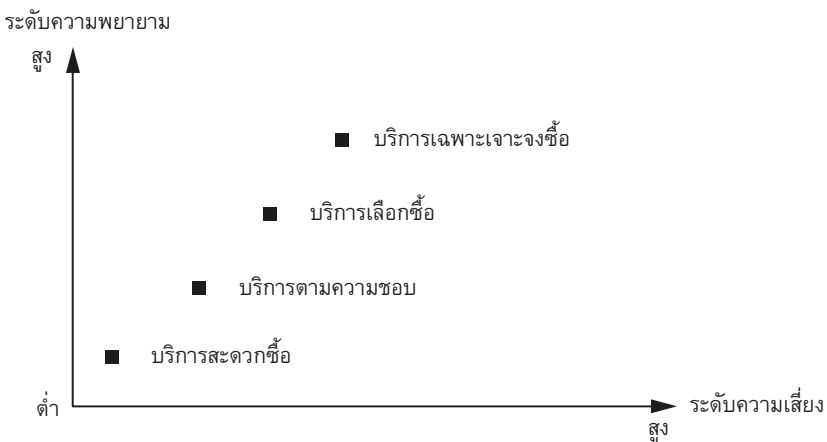 ระดับความพยายาม
สูง
บริการเฉพาะเจาะจงซื้อ
บริการเลือกซื้อ
บริการตามความชอบ
บริการสะดวกซื้อ
ต่ำ
ระดับความเสี่ยง
สูง